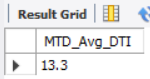 Result Grid
MTD_Avg_DTI
13.3